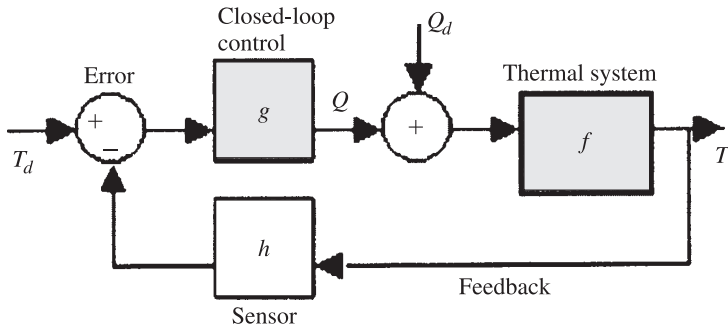 Closed-loop
control
Q_d
Error
Thermal system
+
g
Q
+
f
−
T_d
T
h
Feedback
Sensor